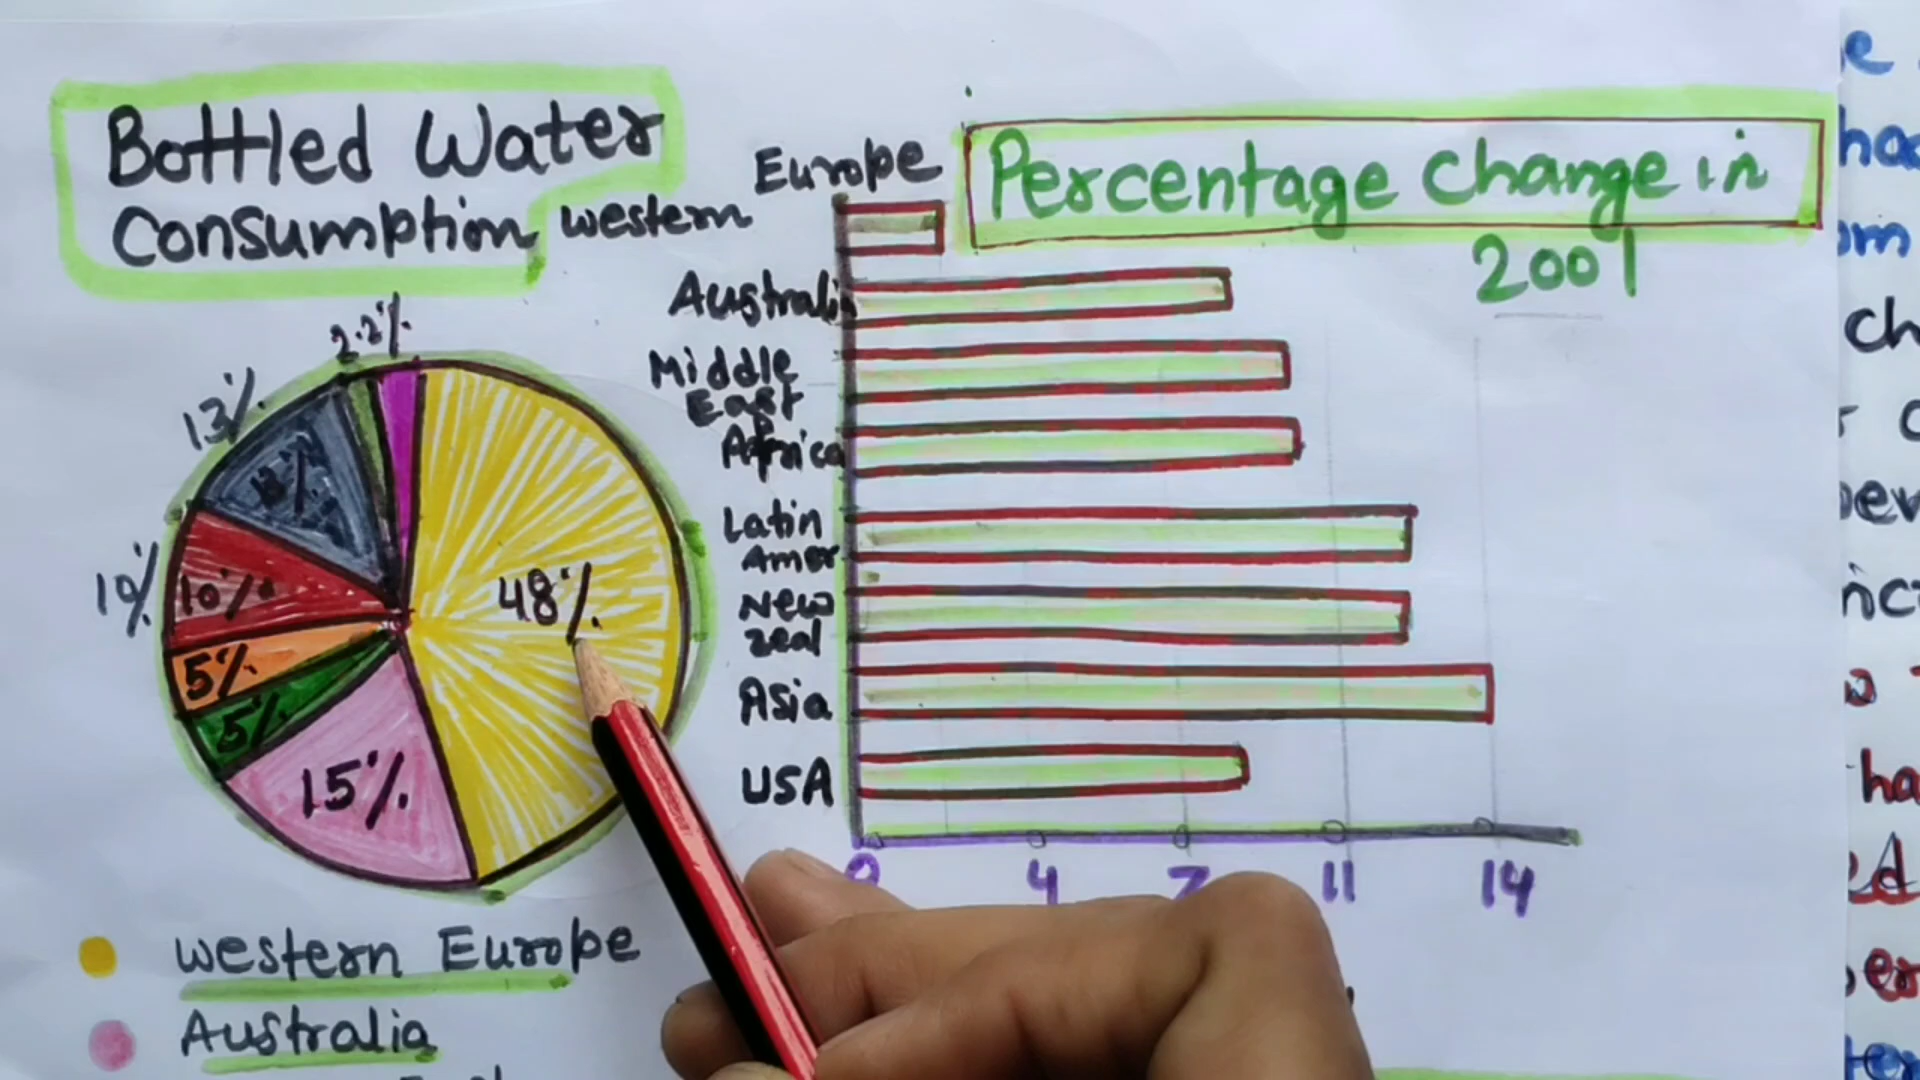 Bottled Water
Consumption
Percentage change in
2001
2.2%
13%
10%
10%
5%
5%
15%
48%
Europe
western
Australia
Middle
East
Africa
Latin
Amer
New
zeal
Asia
USA
0
4
7
11
14
western Europe
Australia